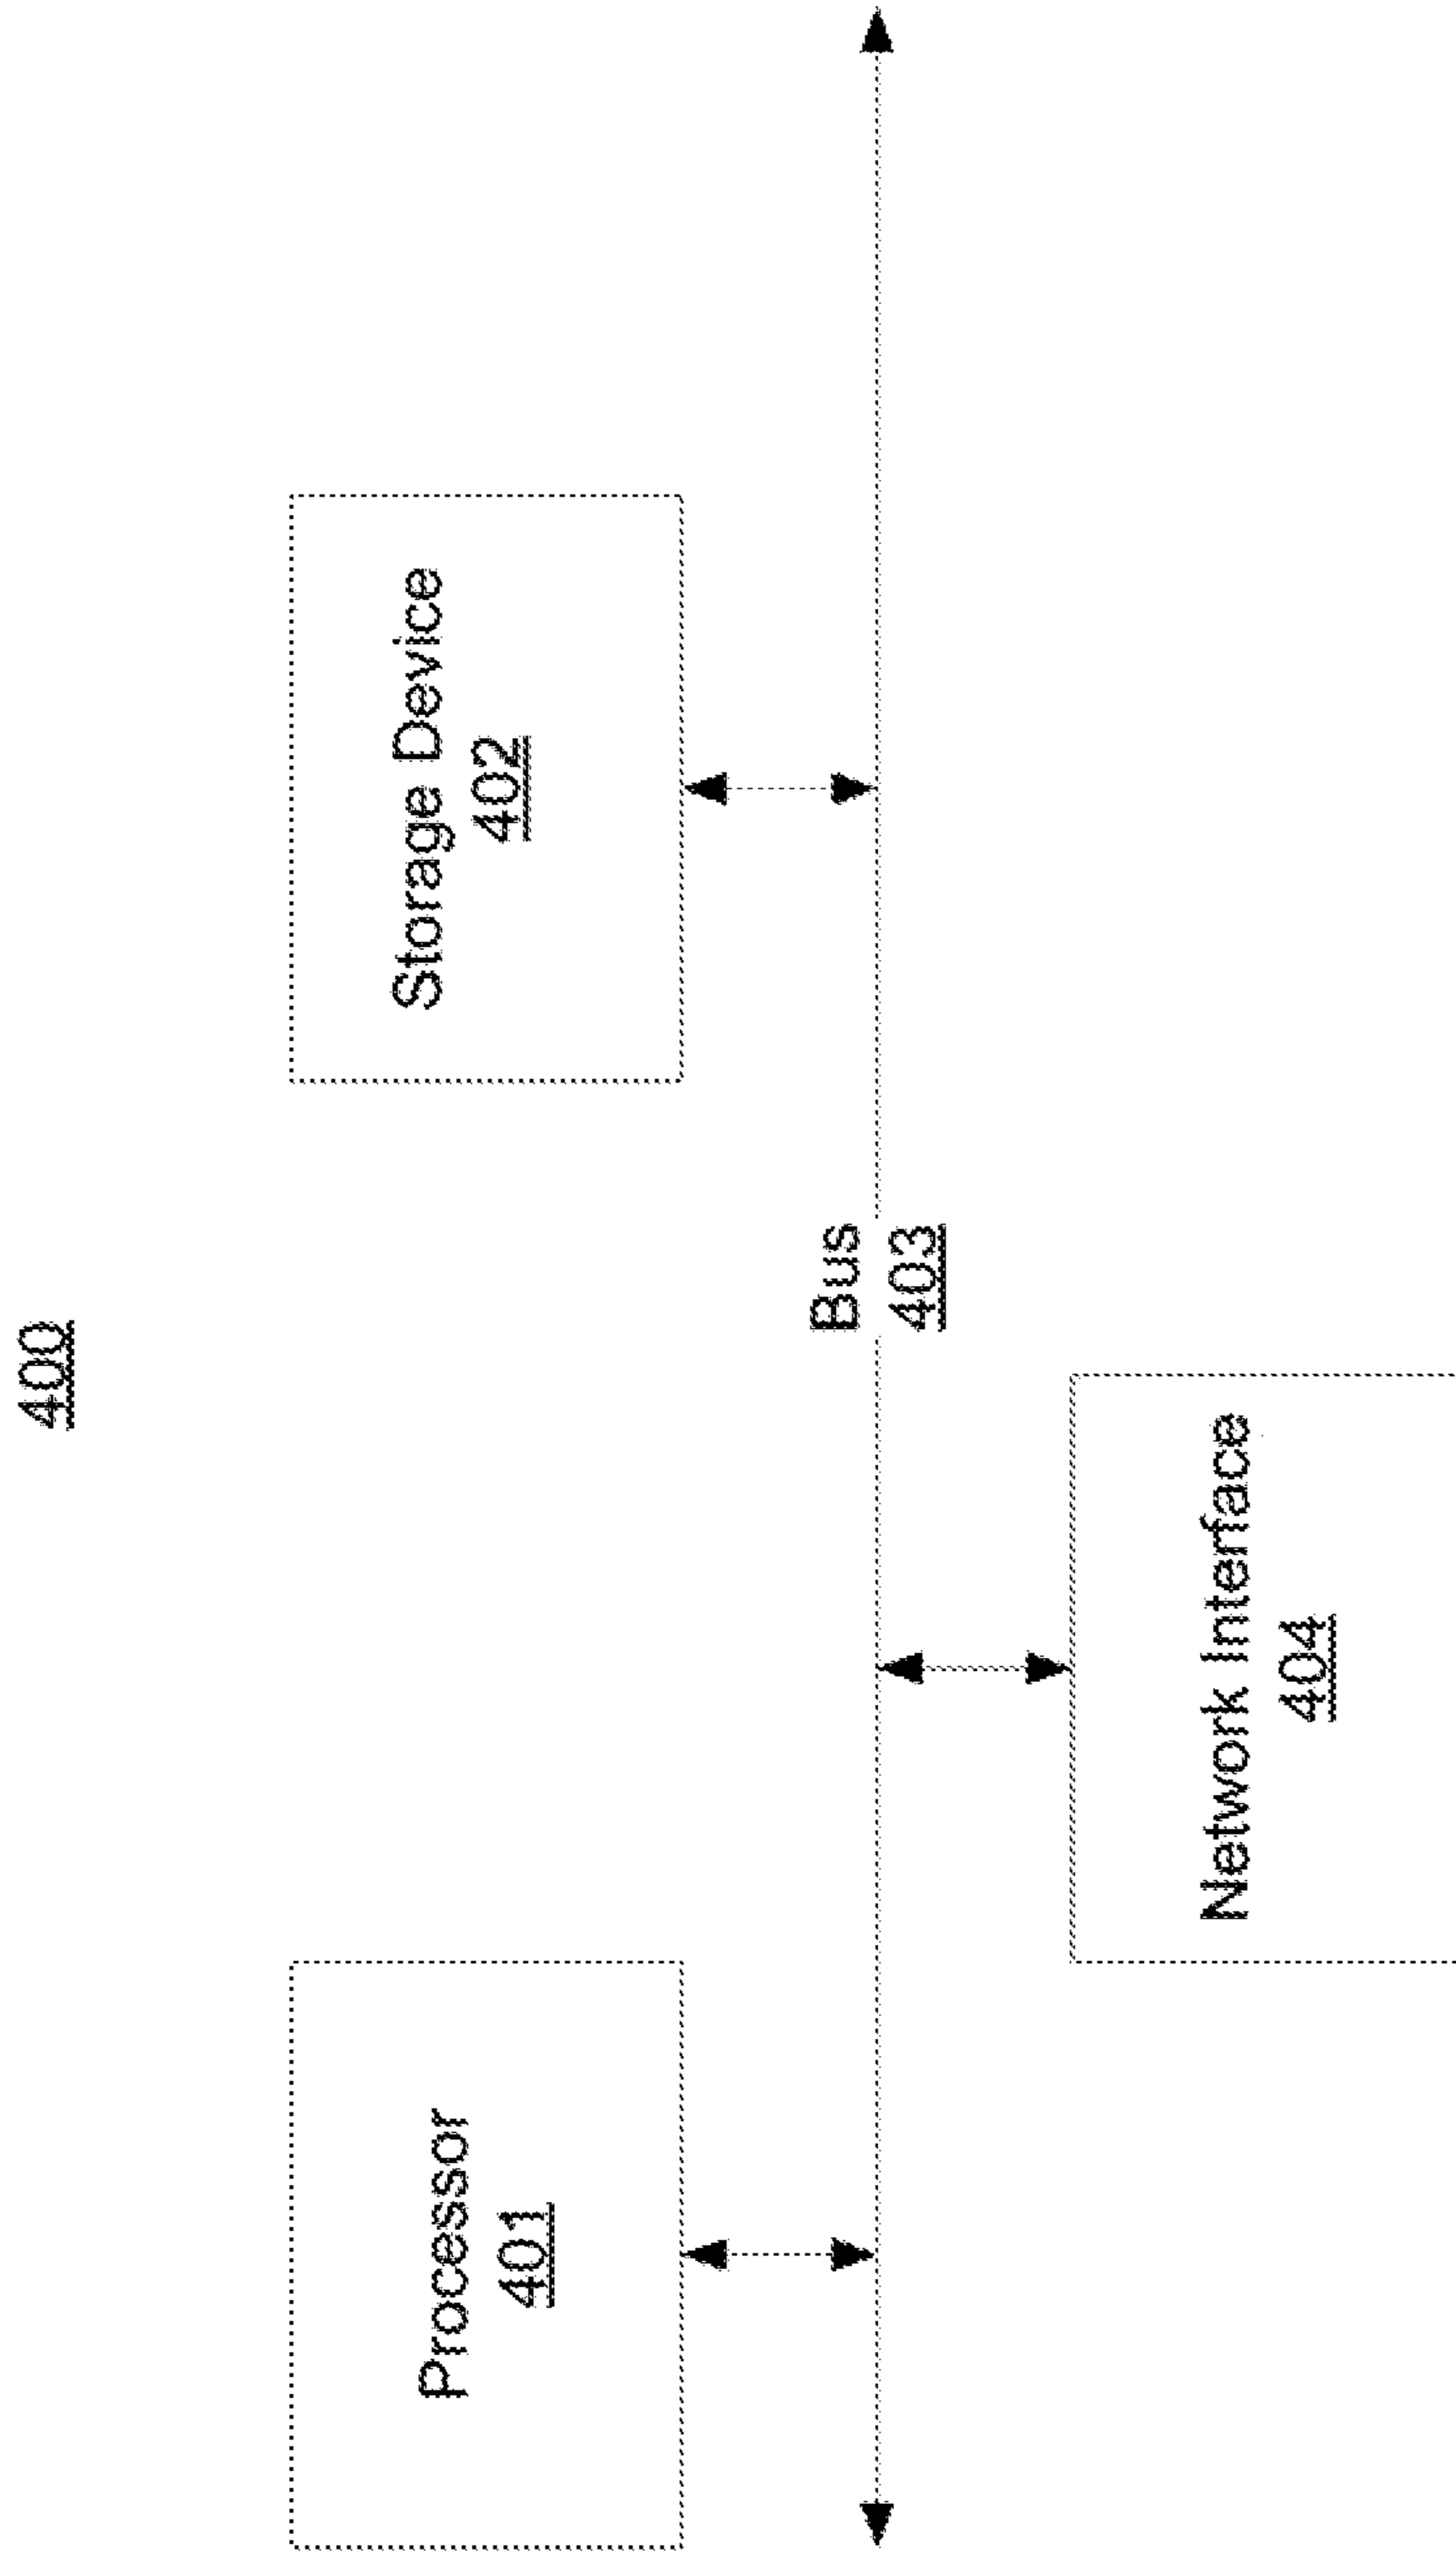 400
Processor
401
Storage Device
402
Bus
403
Network Interface
404